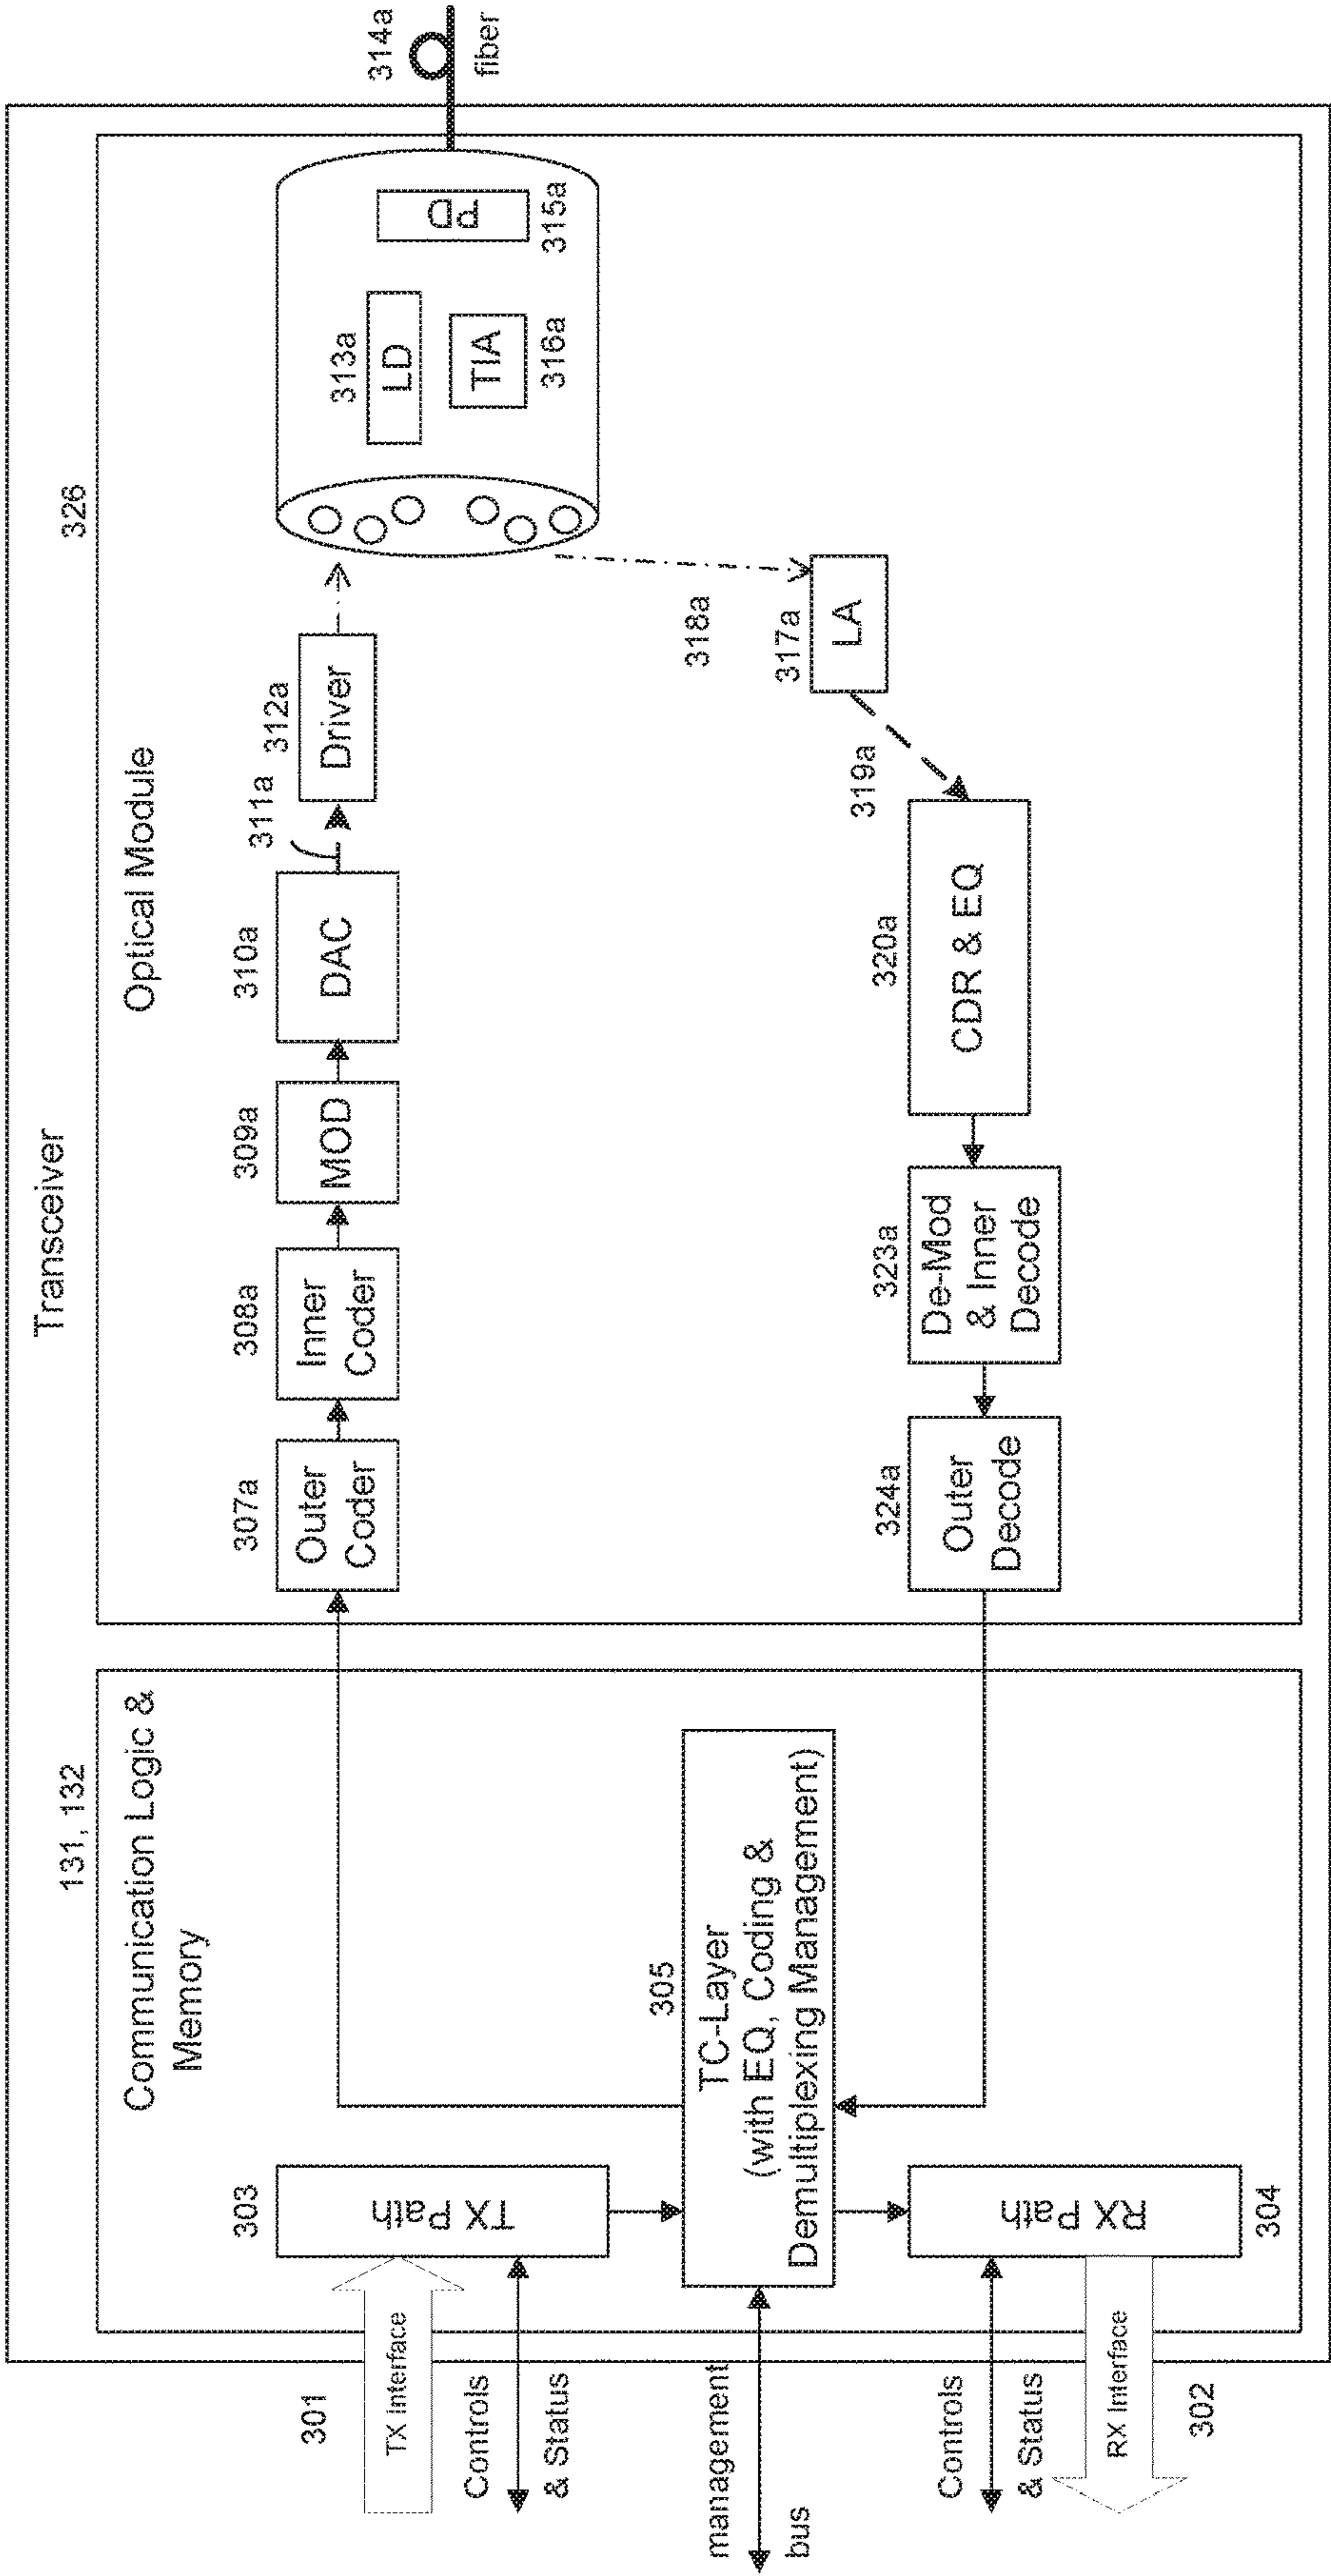 Transceiver
131, 132
Communication Logic &
Memory
326
Optical Module
301
TX Interface
Controls
& Status
303
TX Path
management
bus
305
TC-Layer
(with EQ, Coding &
Demultiplexing Management)
Controls
& Status
RX Interface
302
RX Path
304
307a
Outer
Coder
308a
Inner
Coder
309a
MOD
310a
DAC
311a
312a
Driver
313a
LD
TIA
316a
PD
315a
314a
fiber
318a
317a
LA
319a
320a
CDR & EQ
323a
De-Mod
& Inner
Decode
324a
Outer
Decode